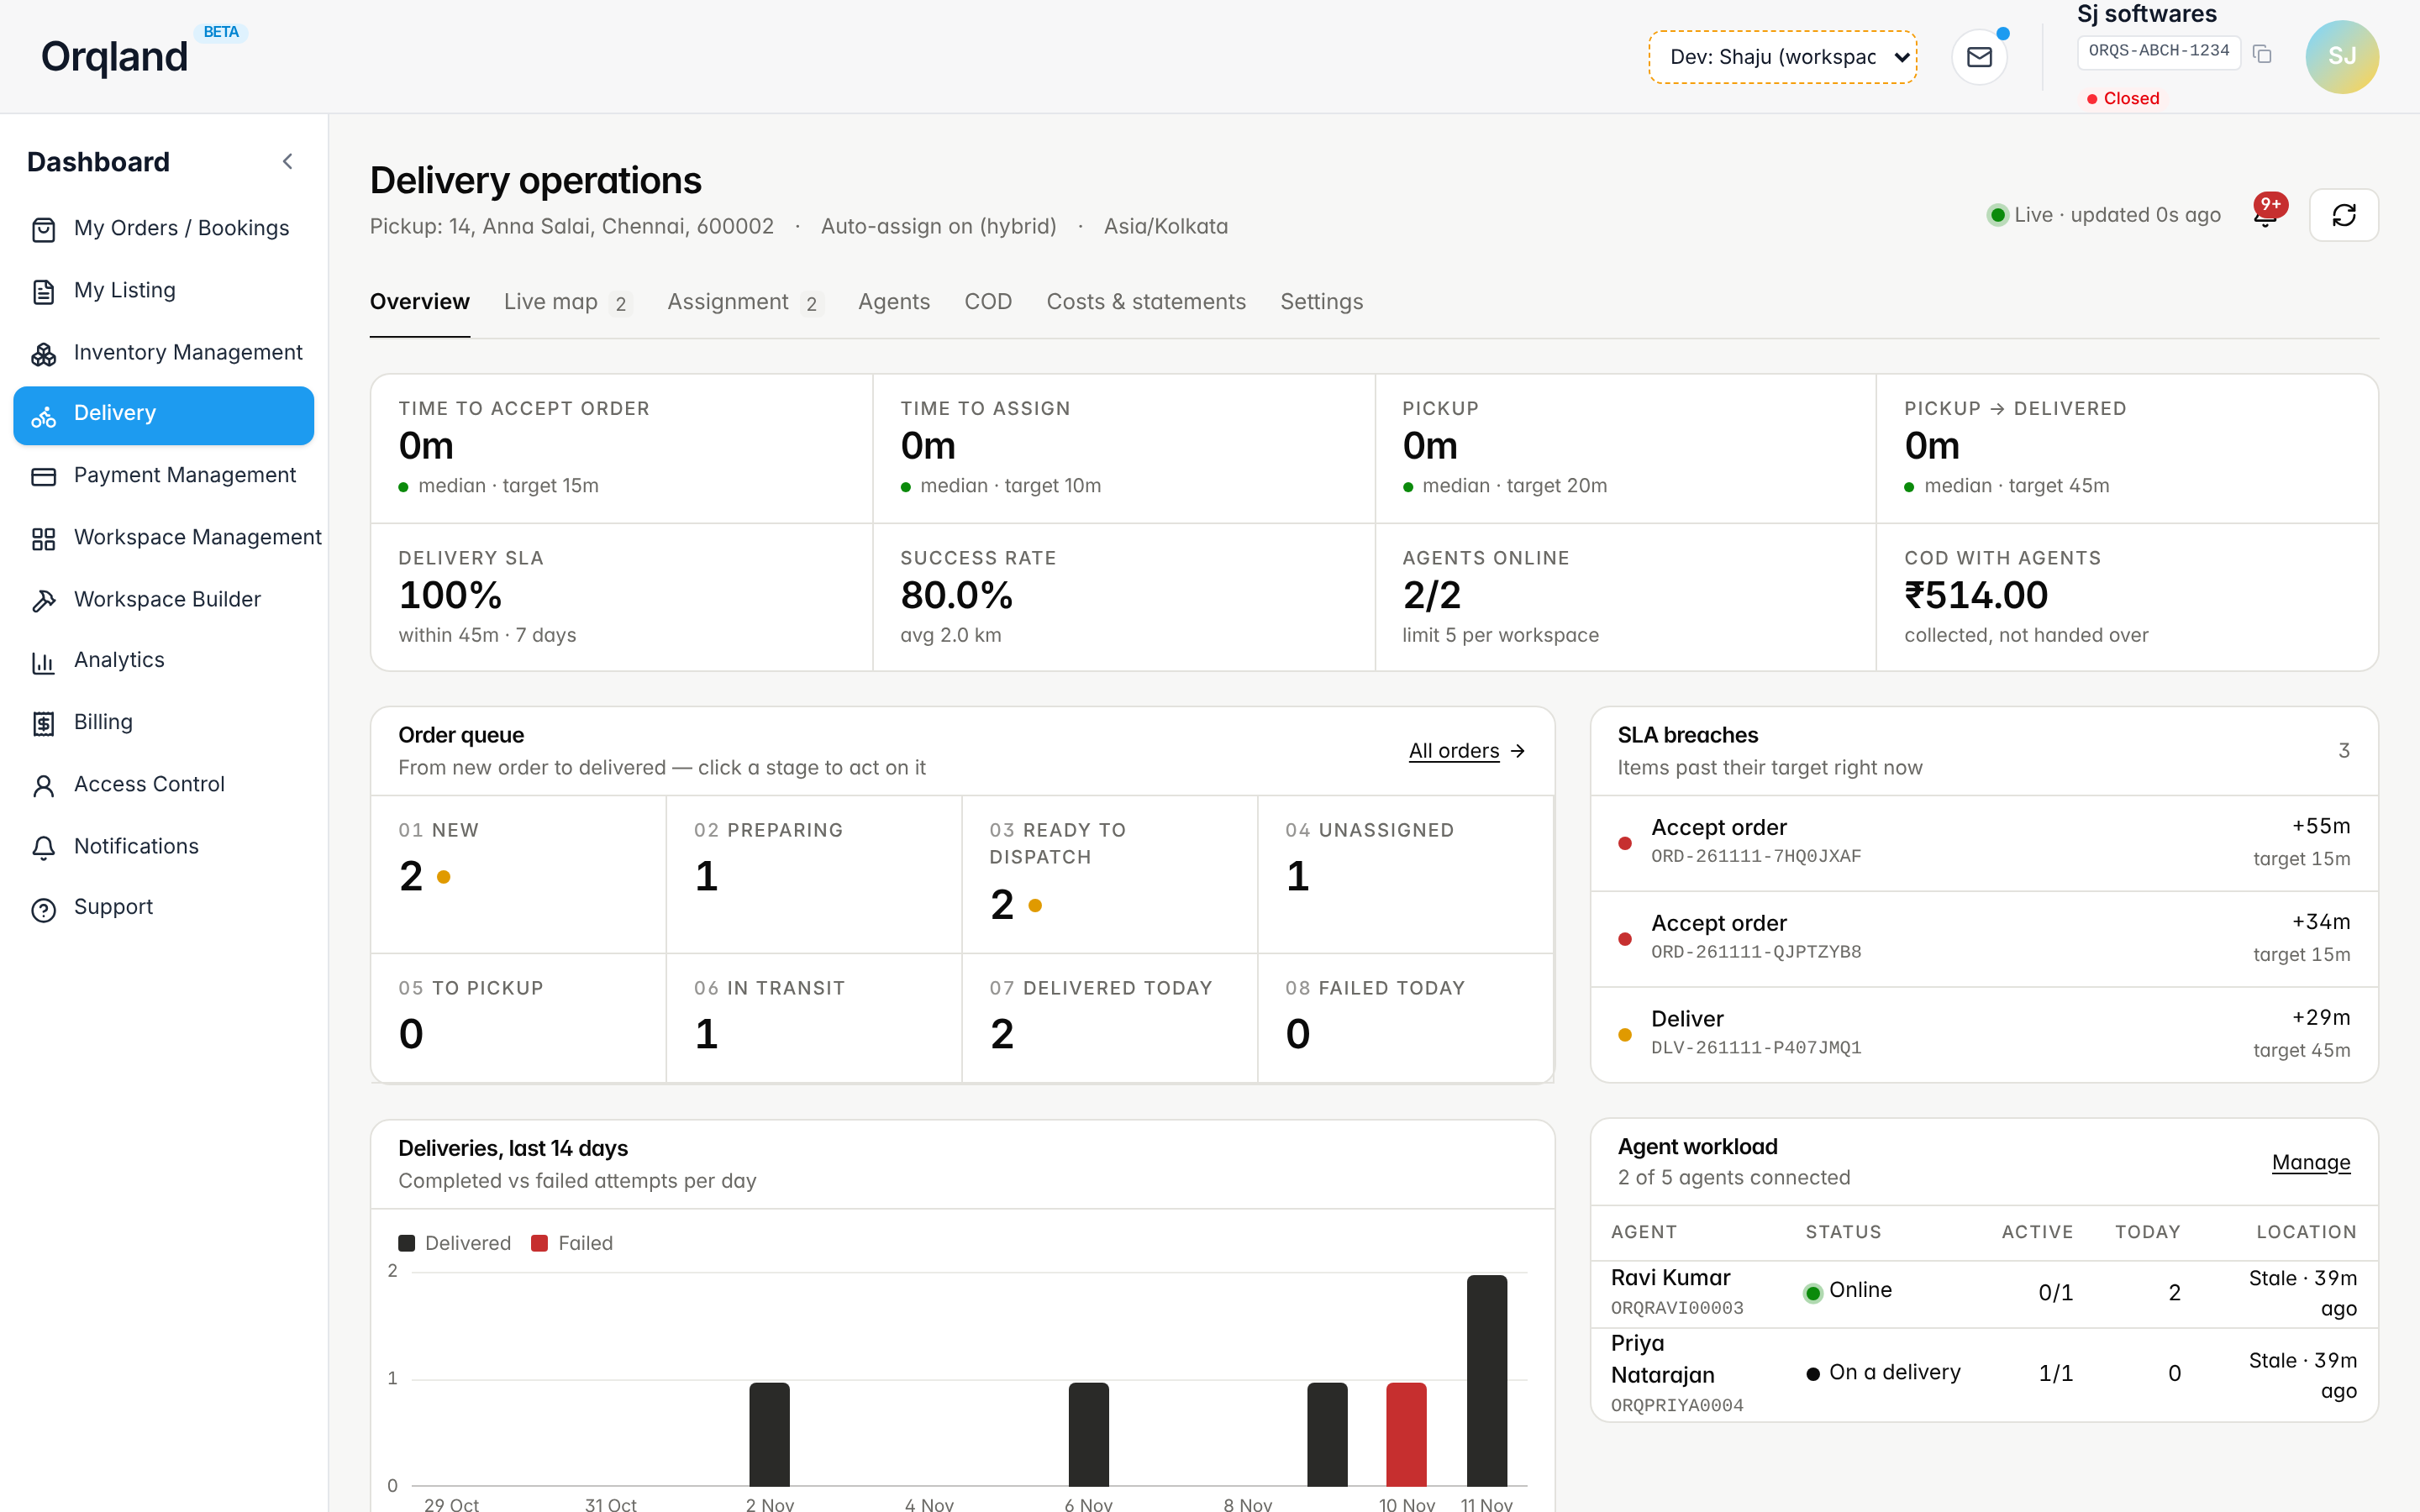 Orqland
BETA
Dev: Shaju (workspac
Sj softwares
ORQS-ABCH-1234
Closed
SJ
Dashboard
My Orders / Bookings
My Listing
Inventory Management
Delivery
Payment Management
Workspace Management
Workspace Builder
Analytics
Billing
Access Control
Notifications
Support
Delivery operations
Pickup: 14, Anna Salai, Chennai, 600002 · Auto-assign on (hybrid) · Asia/Kolkata
Live · updated 0s ago
9+
Overview
Live map 2
Assignment 2
Agents
COD
Costs & statements
Settings
TIME TO ACCEPT ORDER
0m
median · target 15m
TIME TO ASSIGN
0m
median · target 10m
PICKUP
0m
median · target 20m
PICKUP → DELIVERED
0m
median · target 45m
DELIVERY SLA
100%
within 45m · 7 days
SUCCESS RATE
80.0%
avg 2.0 km
AGENTS ONLINE
2/2
limit 5 per workspace
COD WITH AGENTS
₹514.00
collected, not handed over
Order queue
From new order to delivered — click a stage to act on it
All orders →
01 NEW
2
02 PREPARING
1
03 READY TO
DISPATCH
2
04 UNASSIGNED
1
05 TO PICKUP
0
06 IN TRANSIT
1
07 DELIVERED TODAY
2
08 FAILED TODAY
0
SLA breaches
Items past their target right now
3
Accept order
ORD-261111-7HQ0JXAF
+55m
target 15m
Accept order
ORD-261111-QJPTZYB8
+34m
target 15m
Deliver
DLV-261111-P407JMQ1
+29m
target 45m
Deliveries, last 14 days
Completed vs failed attempts per day
Delivered
Failed
2
1
0
29 Oct
31 Oct
2 Nov
4 Nov
6 Nov
8 Nov
10 Nov
11 Nov
Agent workload
2 of 5 agents connected
Manage
AGENT STATUS ACTIVE TODAY LOCATION
Ravi Kumar
ORQRAVI00003
Online
0/1
2
Stale · 39m
ago
Priya
Natarajan
ORQPRIYA0004
On a delivery
1/1
0
Stale · 39m
ago